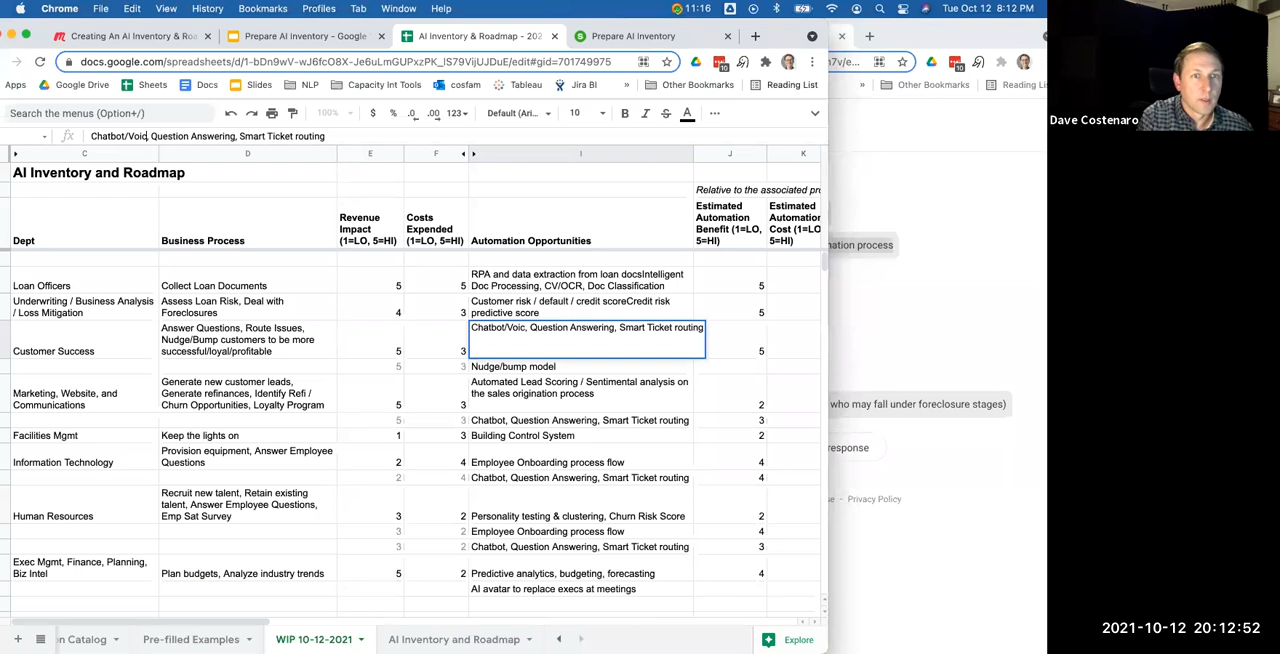 Chrome File Edit View History Bookmarks Profiles Tab Window Help 11:16 Tue Oct 12 8:12 PM
Creating An AI Inventory & Ro Prepare AI Inventory - Google AI Inventory & Roadmap - 202 Prepare AI Inventory
docs.google.com/spreadsheets/d/1-bDn9wV-wJ6fcO8X-Je6uLmGUPxzPK_IS79VijUJDuE/edit#gid=701749975 10 n7v/e... 10
Apps Google Drive Sheets Docs Slides NLP Capacity Int Tools cosfam Tableau Jira BI » Other Bookmarks Reading List » Other Bookmarks Reading Lis
Search the menus (Option+/) 100% $ % .0 .00 123 Default (Ari... 10 B I S A
fx Chatbot/Voic, Question Answering, Smart Ticket routing
C D E F I J K
AI Inventory and Roadmap
Relative to the associated pro
Dept Business Process Revenue Impact (1=LO, 5=HI) Costs Expended (1=LO, 5=HI) Automation Opportunities Estimated Automation Benefit (1=LO, 5=HI) Estimated Automation Cost (1=LO, 5=HI)
nation process
Loan Officers Collect Loan Documents 5 5 RPA and data extraction from loan docsIntelligent Doc Processing, CV/OCR, Doc Classification 5
Underwriting / Business Analysis / Loss Mitigation Assess Loan Risk, Deal with Foreclosures 4 3 Customer risk / default / credit scoreCredit risk predictive score 5
Customer Success Answer Questions, Route Issues, Nudge/Bump customers to be more successful/loyal/profitable 5 3 Chatbot/Voic, Question Answering, Smart Ticket routing 5
5 3 Nudge/bump model
Marketing, Website, and Communications Generate new customer leads, Generate refinances, Identify Refi / Churn Opportunities, Loyalty Program 5 3 Automated Lead Scoring / Sentimental analysis on the sales origination process 2
who may fall under foreclosure stages)
5 3 Chatbot, Question Answering, Smart Ticket routing 3
Facilities Mgmt Keep the lights on 1 3 Building Control System 2
response
Information Technology Provision equipment, Answer Employee Questions 2 4 Employee Onboarding process flow 4
2 4 Chatbot, Question Answering, Smart Ticket routing 4
se - Privacy Policy
Human Resources Recruit new talent, Retain existing talent, Answer Employee Questions, Emp Sat Survey 3 2 Personality testing & clustering, Churn Risk Score 2
3 2 Employee Onboarding process flow 4
3 2 Chatbot, Question Answering, Smart Ticket routing 3
Exec Mgmt, Finance, Planning, Biz Intel Plan budgets, Analyze industry trends 5 2 Predictive analytics, budgeting, forecasting 4
AI avatar to replace execs at meetings
n Catalog Pre-filled Examples WIP 10-12-2021 AI Inventory and Roadmap Explore
Dave Costenaro
2021-10-12 20:12:52